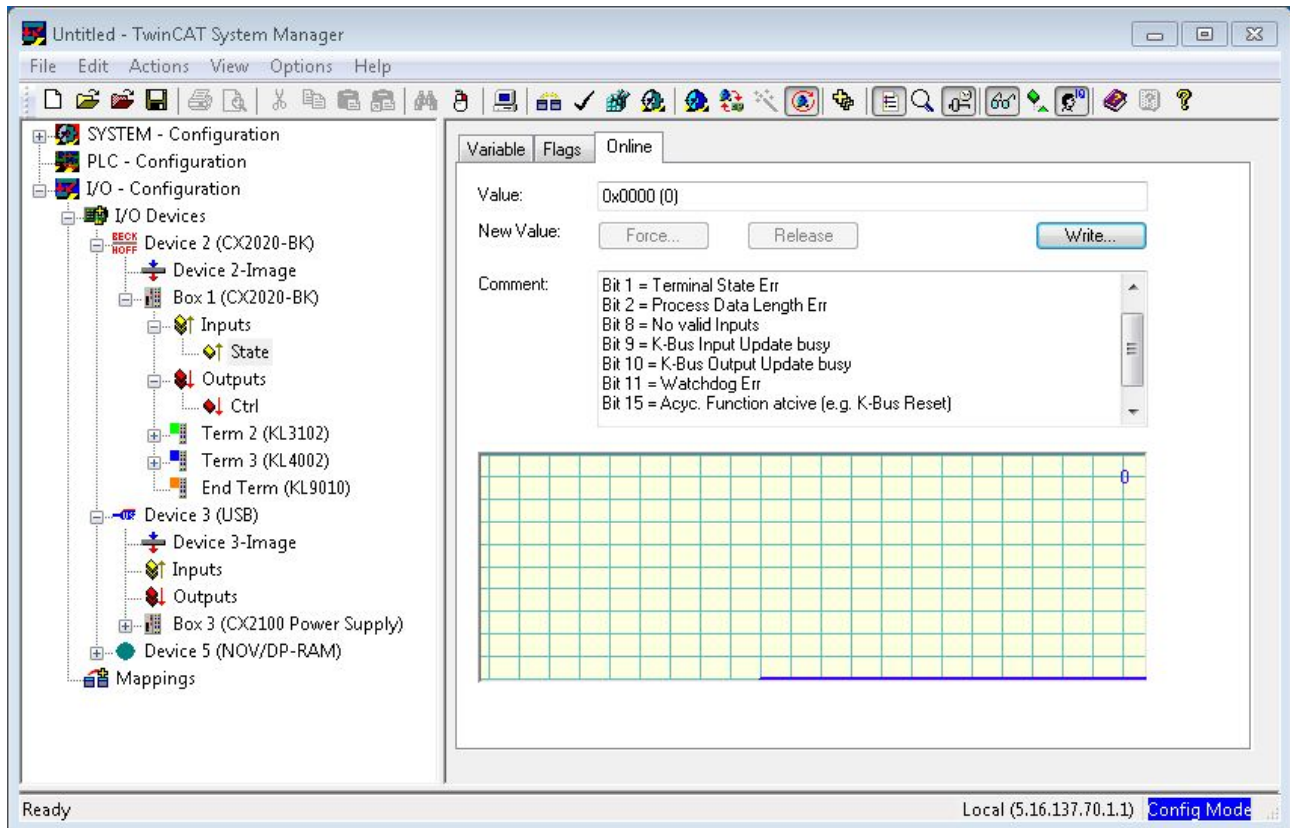 Untitled - TwinCAT System Manager
File Edit Actions View Options Help
SYSTEM - Configuration
PLC - Configuration
I/O - Configuration
I/O Devices
BECK
HOFF
Device 2 (CX2020-BK)
Device 2-Image
Box 1 (CX2020-BK)
Inputs
State
Outputs
Ctrl
Term 2 (KL3102)
Term 3 (KL4002)
End Term (KL9010)
Device 3 (USB)
Device 3-Image
Inputs
Outputs
Box 3 (CX2100 Power Supply)
Device 5 (NOV/DP-RAM)
Mappings
Variable Flags Online
Value: 0x0000 (0)
New Value: Force... Release Write...
Comment:
Bit 1 = Terminal State Err
Bit 2 = Process Data Length Err
Bit 8 = No valid Inputs
Bit 9 = K-Bus Input Update busy
Bit 10 = K-Bus Output Update busy
Bit 11 = Watchdog Err
Bit 15 = Acyc. Function atcive (e.g. K-Bus Reset)
0
Ready Local (5.16.137.70.1.1) Config Mode